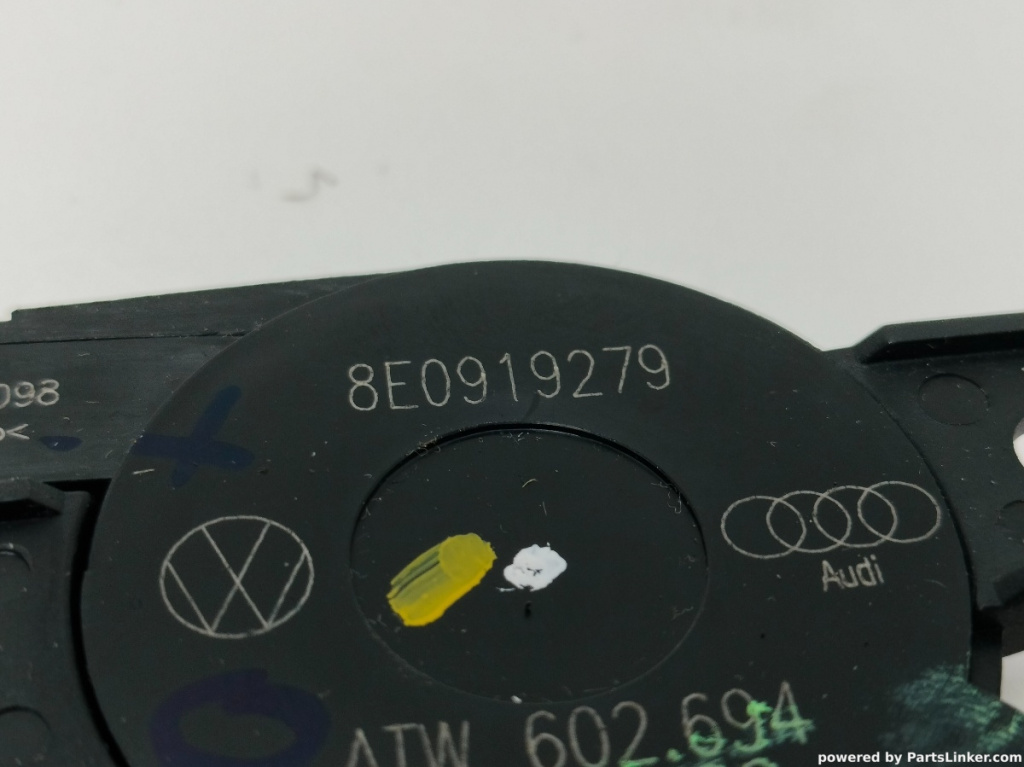 8E0919279
098
<
Audi
ATW 602.694
powered by PartsLinker.com